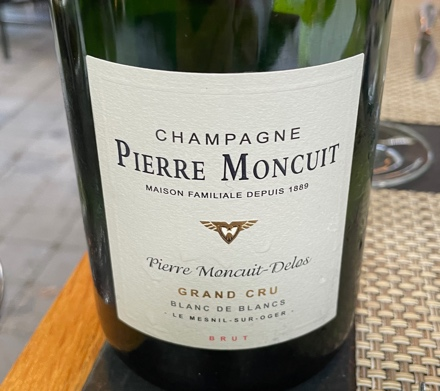 CHAMPAGNE
PIERRE MONCUIT
MAISON FAMILIALE DEPUIS 1889
Pierre Moncuit-Delos
GRAND CRU
BLANC DE BLANCS
- LE MESNIL-SUR-OGER -
BRUT